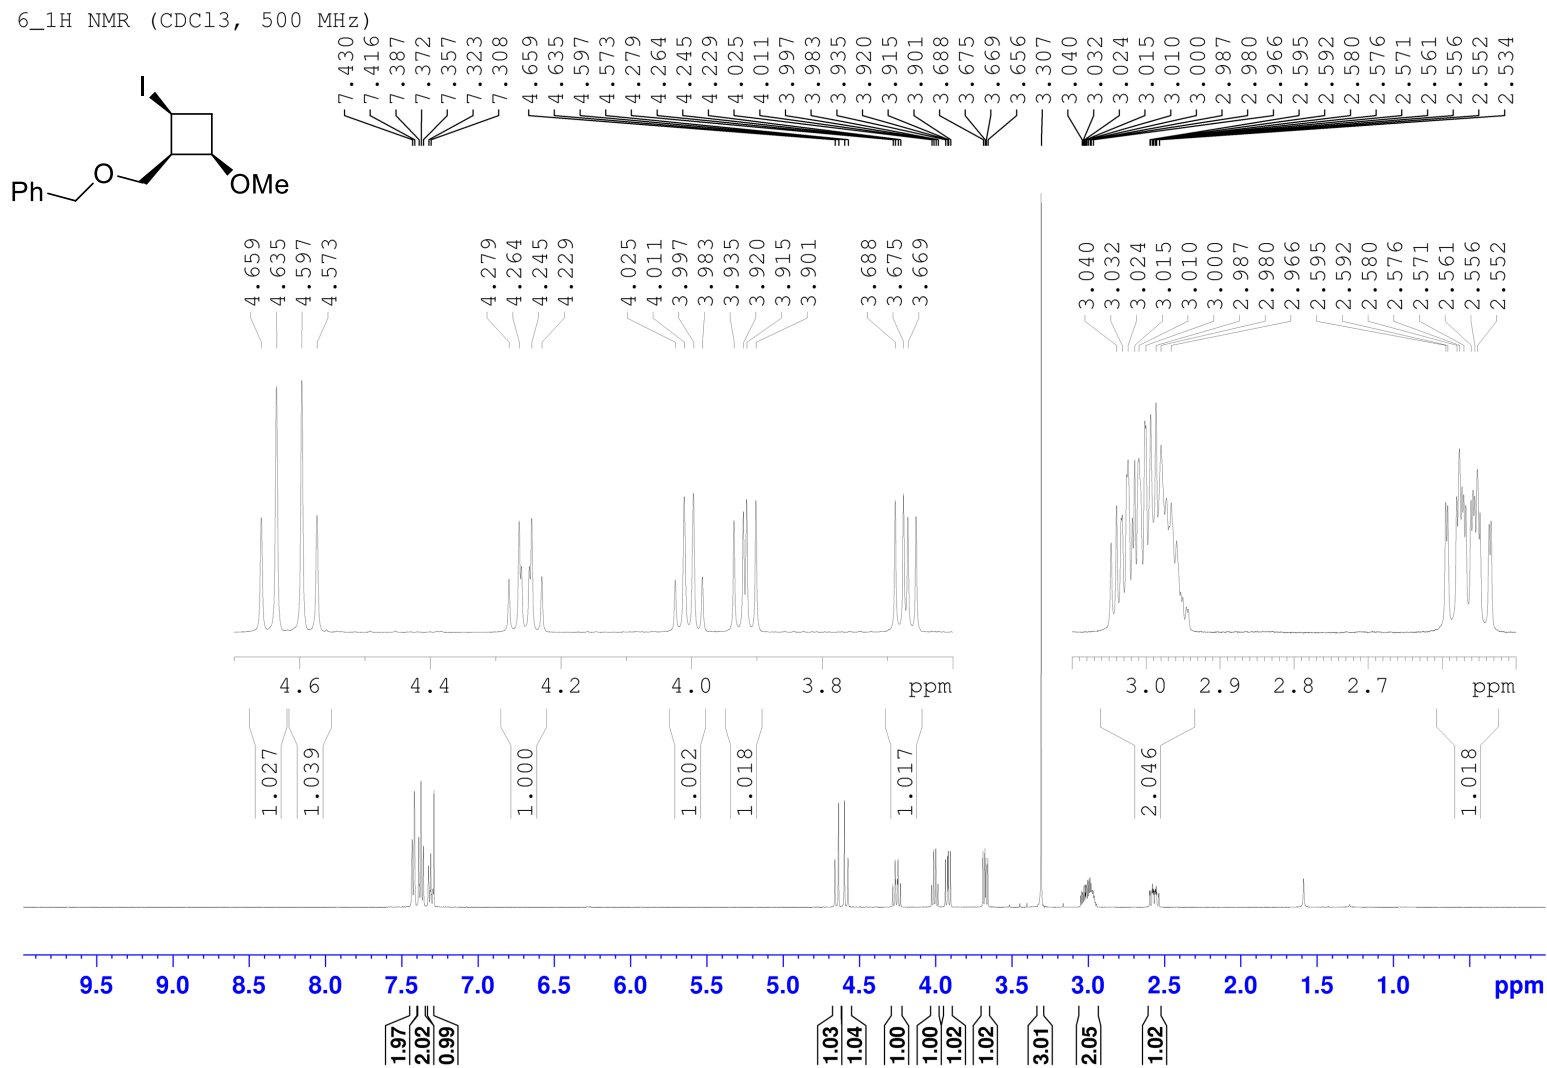 6_1H NMR (CDCl3, 500 MHz)
7.430 7.416 7.387 7.372 7.357 7.323 7.308 4.659 4.635 4.597 4.573 4.279 4.264 4.245 4.229 4.025 4.011 3.997 3.983 3.935 3.920 3.915 3.901 3.688 3.675 3.669 3.656 3.307 3.040 3.032 3.024 3.015 3.010 3.000 2.987 2.980 2.966 2.595 2.592 2.580 2.576 2.571 2.561 2.556 2.552 2.534
I
O
Ph
OMe
4.659 4.635 4.597 4.573 4.279 4.264 4.245 4.229 4.025 4.011 3.997 3.983 3.935 3.920 3.915 3.901 3.688 3.675 3.669 3.040 3.032 3.024 3.015 3.010 3.000 2.987 2.980 2.966 2.595 2.592 2.580 2.576 2.571 2.561 2.556 2.552
4.6 4.4 4.2 4.0 3.8 ppm
3.0 2.9 2.8 2.7 ppm
1.027 1.039 1.000 1.002 1.018 1.017 2.046 1.018
9.5 9.0 8.5 8.0 7.5 7.0 6.5 6.0 5.5 5.0 4.5 4.0 3.5 3.0 2.5 2.0 1.5 1.0 ppm
1.97 2.02 0.99 1.03 1.04 1.00 1.00 1.02 1.02 3.01 2.05 1.02